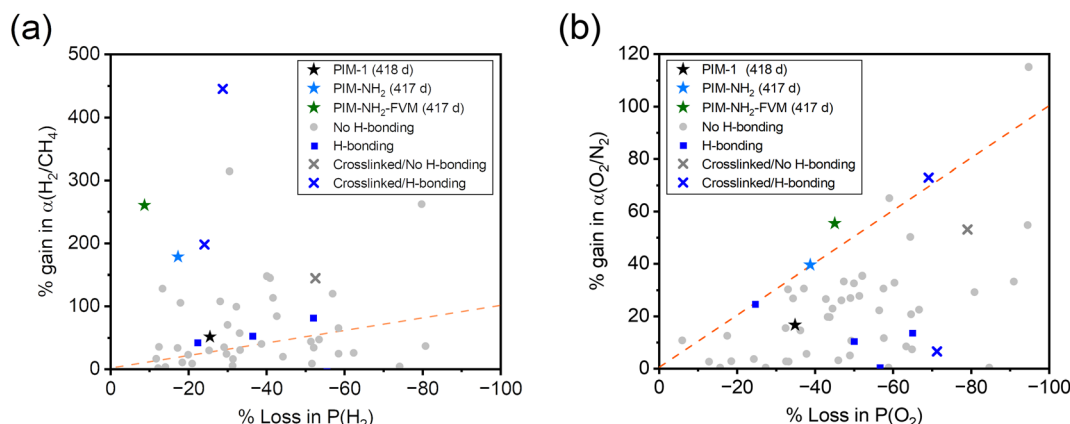 (a)
% gain in α(H₂/CH₄)
500
400
300
200
100
0
PIM-1 (418 d)
PIM-NH₂ (417 d)
PIM-NH₂-FVM (417 d)
No H-bonding
H-bonding
Crosslinked/No H-bonding
Crosslinked/H-bonding
0 −20 −40 −60 −80 −100
% Loss in P(H₂)
(b)
% gain in α(O₂/N₂)
120
100
80
60
40
20
0
PIM-1 (418 d)
PIM-NH₂ (417 d)
PIM-NH₂-FVM (417 d)
No H-bonding
H-bonding
Crosslinked/No H-bonding
Crosslinked/H-bonding
0 −20 −40 −60 −80 −100
% Loss in P(O₂)